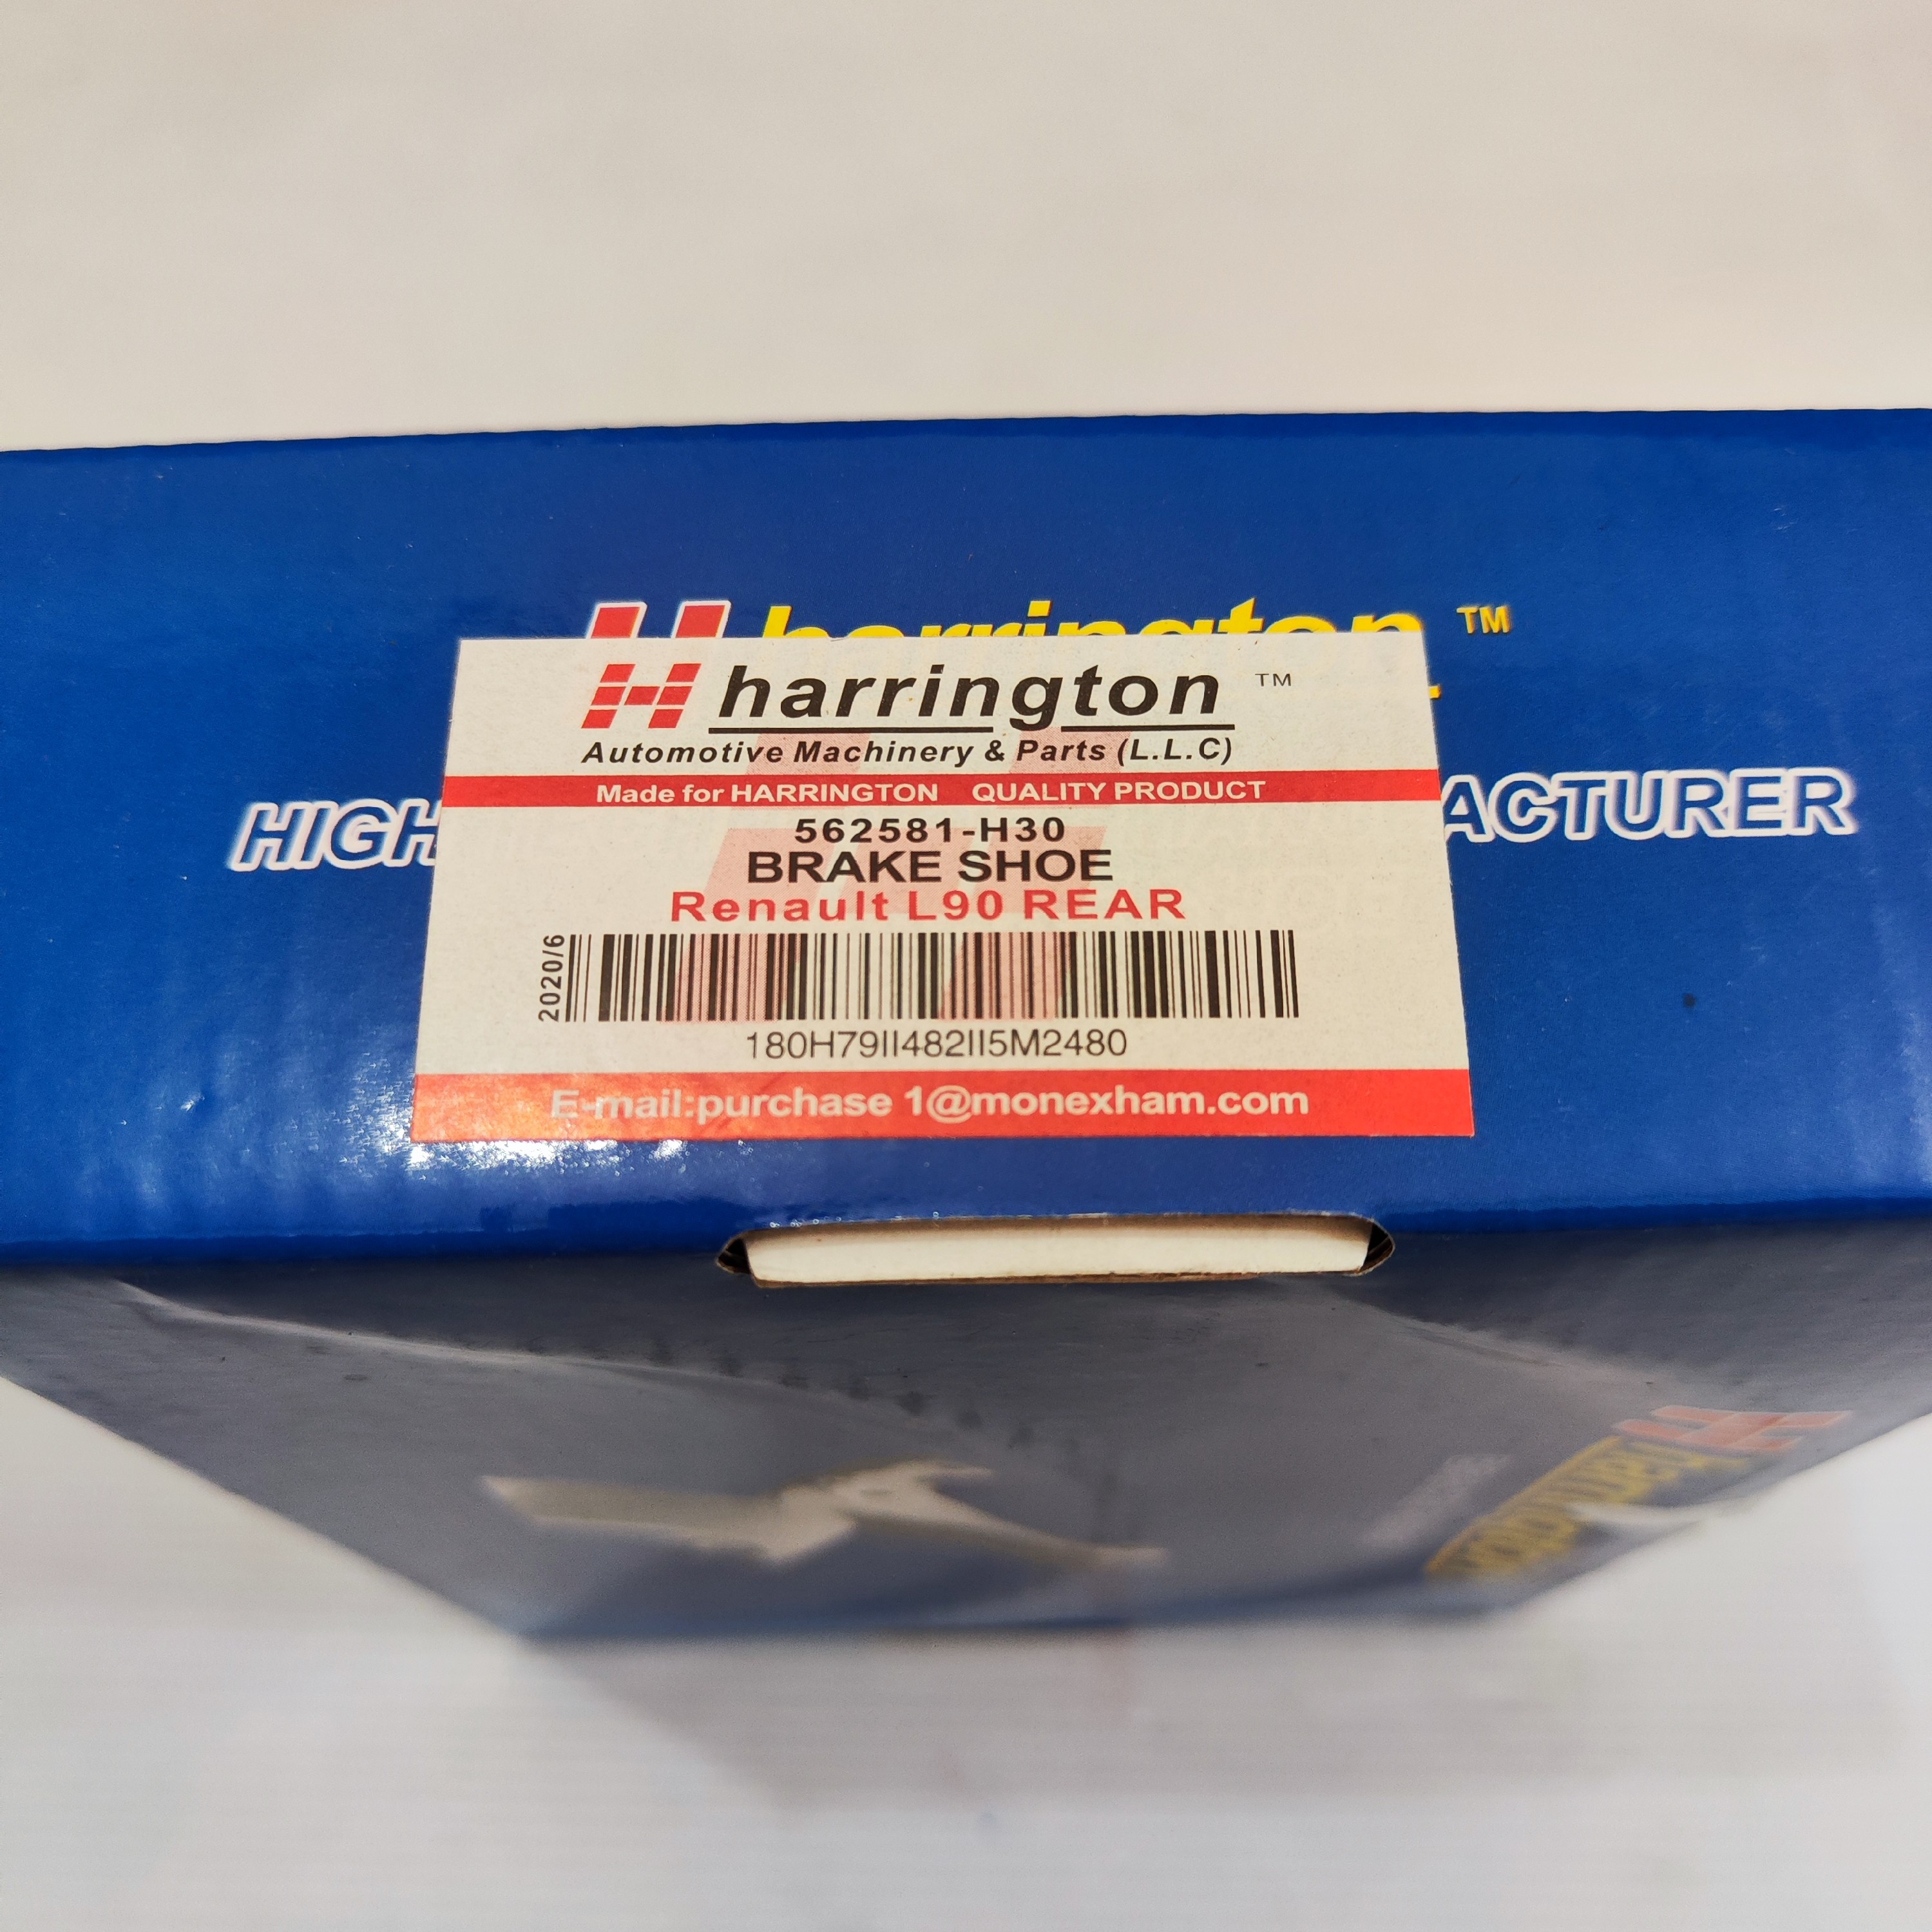 TM
harrington TM
Automotive Machinery & Parts (L.L.C)
Made for HARRINGTON QUALITY PRODUCT
HIGH
ACTURER
562581-H30
BRAKE SHOE
Renault L90 REAR
2020/6
180H79II482II5M2480
E-mail:purchase 1@monexham.com